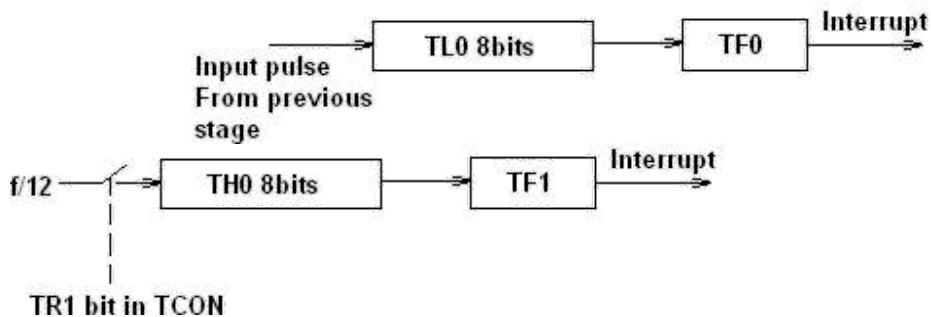 Interrupt
TL0 8bits
TF0
Input pulse
From previous
stage
Interrupt
f/12
TH0 8bits
TF1
TR1 bit in TCON